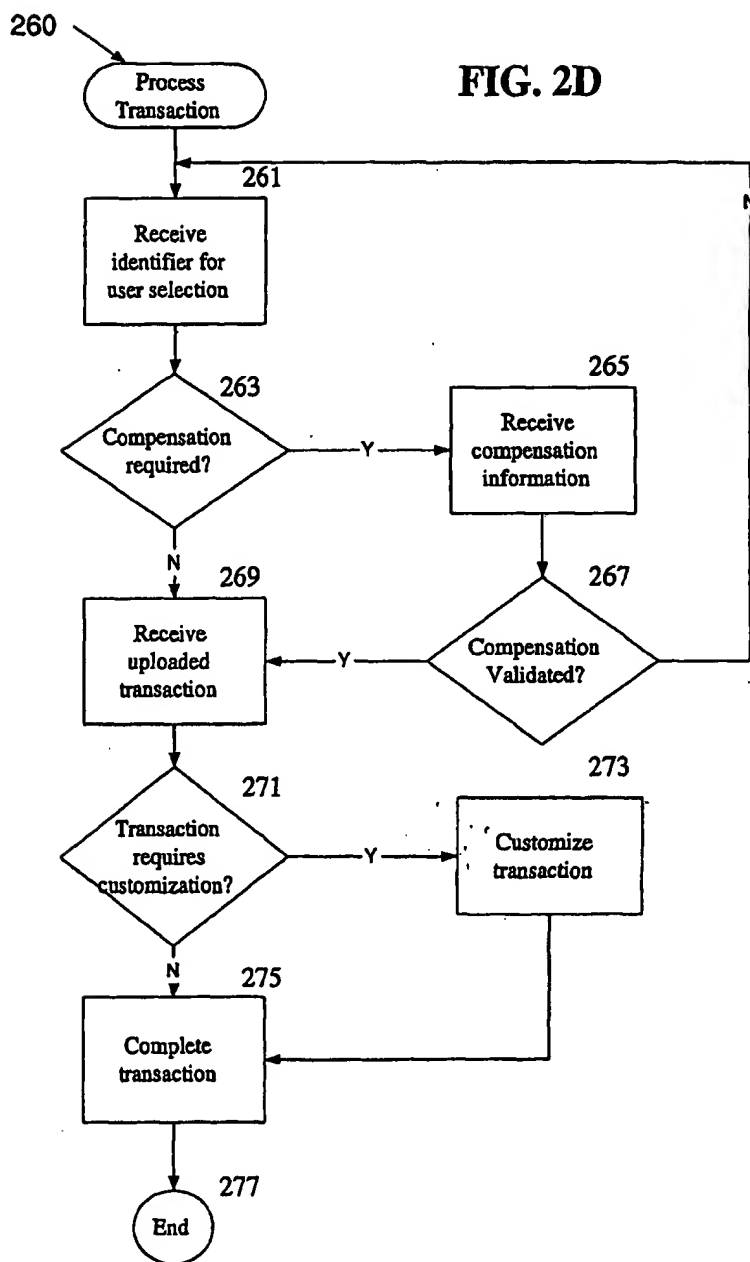 260
Process
Transaction
FIG. 2D
261
Receive
identifier for
user selection
N
263
Compensation
required?
Y
265
Receive
compensation
information
N
269
Receive
uploaded
transaction
Y
267
Compensation
Validated?
271
Transaction
requires
customization?
Y
273
Customize
transaction
N
275
Complete
transaction
277
End